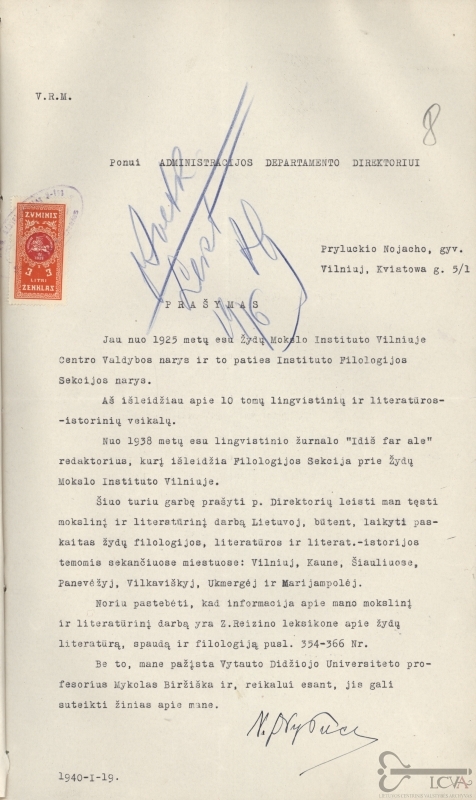 V.R.M.
8
Ponui ADMINISTRACIJOS DEPARTAMENTO DIREKTORIUI
ŽYMINIS
3 3
LITRI
ŽENKLAS
Pryluckio Nojacho, gyv.
Vilniuj, Kviatowa g. 5/1
PRAŠYMAS
Jau nuo 1925 metų esu Žydų Mokslo Instituto Vilniuje
Centro Valdybos narys ir to paties Instituto Filologijos
Sekcijos narys.
Aš išleidžiau apie 10 tomų lingvistinių ir literatūros-
-istorinių veikalų.
Nuo 1938 metų esu lingvistinio žurnalo "Idiš far ale"
redaktorius, kurį išleidžia Filologijos Sekcija prie Žydų
Mokslo Instituto Vilniuje.
Šiuo turiu garbę prašyti p. Direktorių leisti man tęsti
mokslinį ir literatūrinį darbą Lietuvoj, būtent, laikyti pas-
kaitas žydų filologijos, literatūros ir literat.-istorijos
temomis sekančiuose miestuose: Vilniuj, Kaune, Šiauliuose,
Panevėžyj, Vilkaviškyj, Ukmergėj ir Marijampolėj.
Noriu pastebėti, kad informacija apie mano mokslinį
ir literatūrinį darbą yra Z.Reizino leksikone apie žydų
literatūrą, spaudą ir filologiją pusl. 354-366 Nr.
Be to, mane pažįsta Vytauto Didžiojo Universiteto pro-
fesorius Mykolas Biržiška ir, reikalui esant, jis gali
suteikti žinias apie mane.
1940-I-19.
LCVA